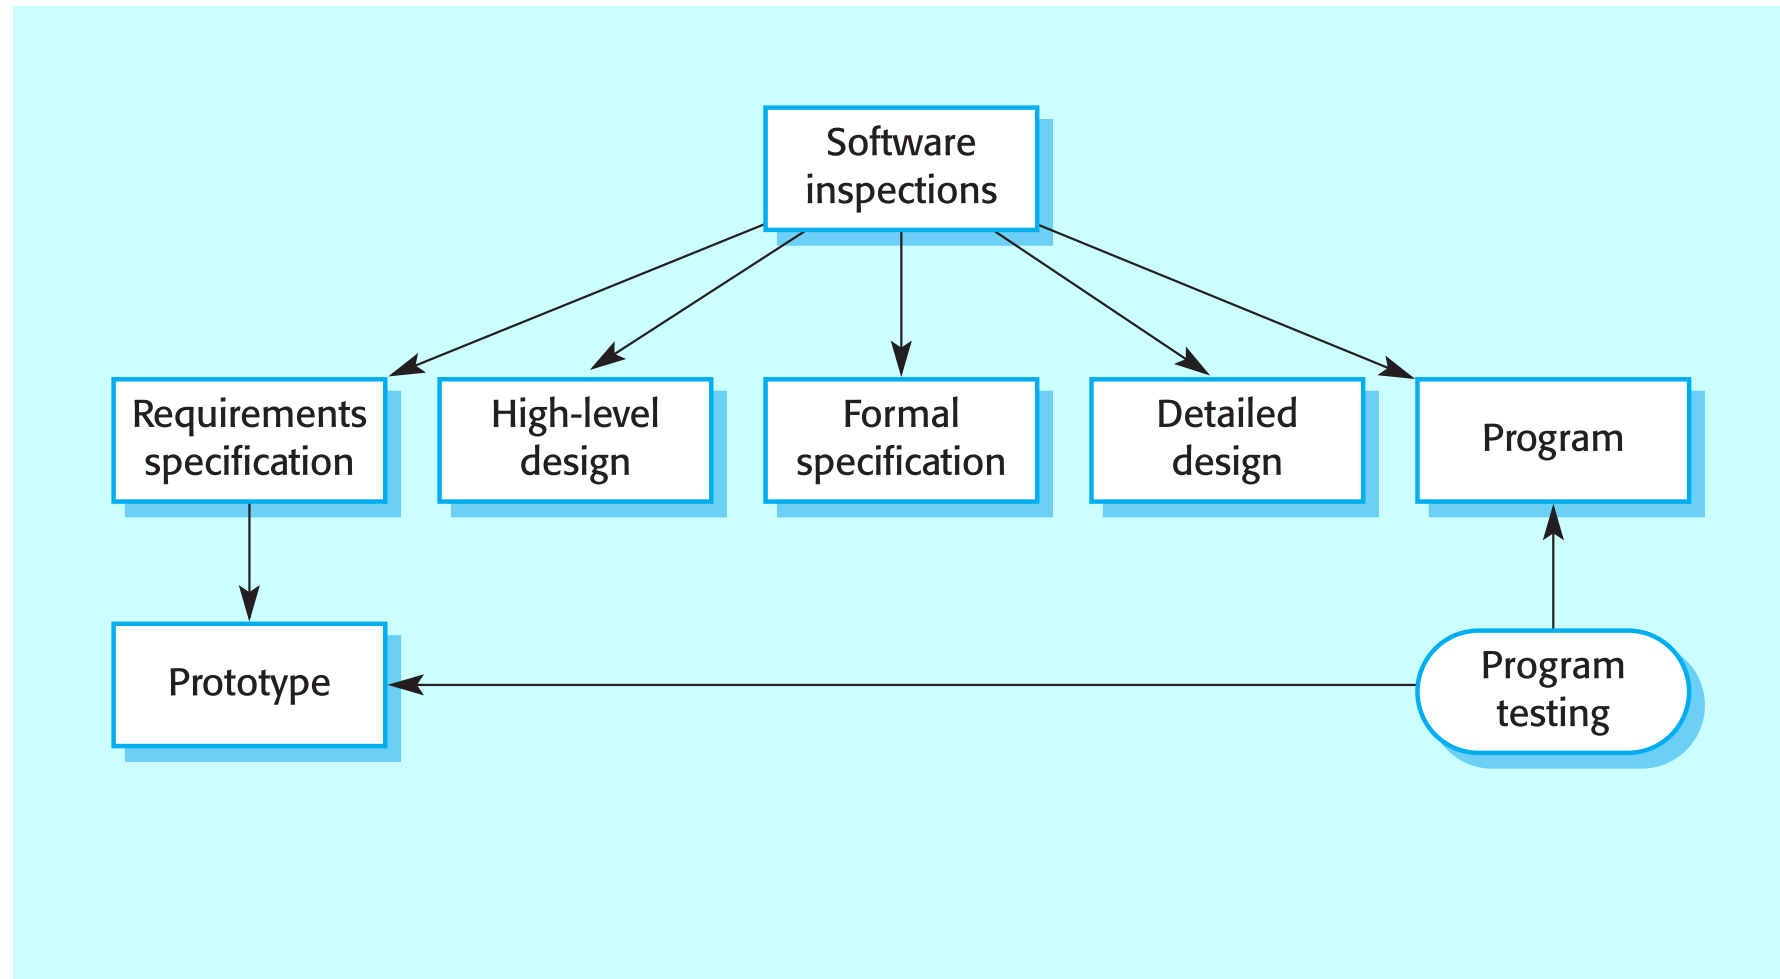 Software
inspections
Requirements
specification
High-level
design
Formal
specification
Detailed
design
Program
Prototype
Program
testing